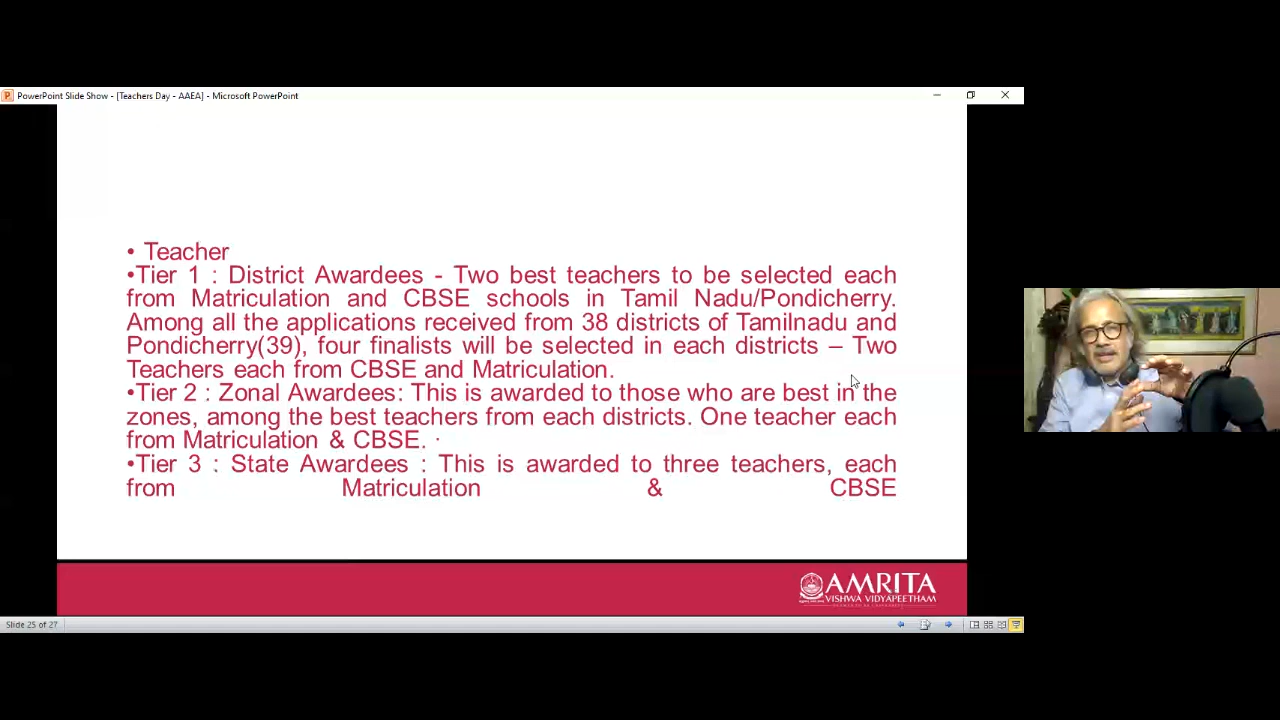 PowerPoint Slide Show - [Teachers Day - AAEA] - Microsoft PowerPoint
• Teacher
•Tier 1 : District Awardees - Two best teachers to be selected each
from Matriculation and CBSE schools in Tamil Nadu/Pondicherry.
Among all the applications received from 38 districts of Tamilnadu and
Pondicherry(39), four finalists will be selected in each districts – Two
Teachers each from CBSE and Matriculation.
•Tier 2 : Zonal Awardees: This is awarded to those who are best in the
zones, among the best teachers from each districts. One teacher each
from Matriculation & CBSE. ·
•Tier 3 : State Awardees : This is awarded to three teachers, each
from Matriculation & CBSE
AMRITA
VISHWA VIDYAPEETHAM
Slide 25 of 27